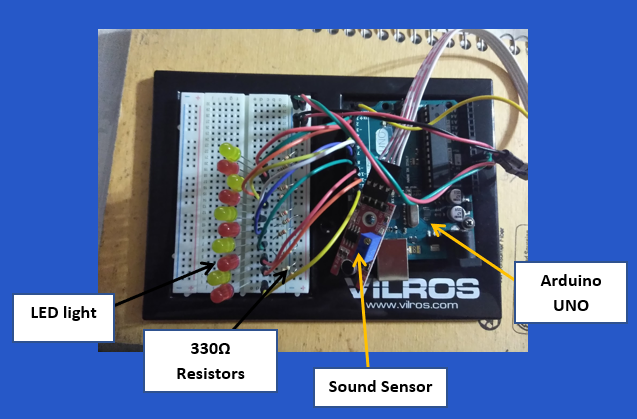 VILROS
www.vilros.com
LED light
330Ω
Resistors
Sound Sensor
Arduino
UNO